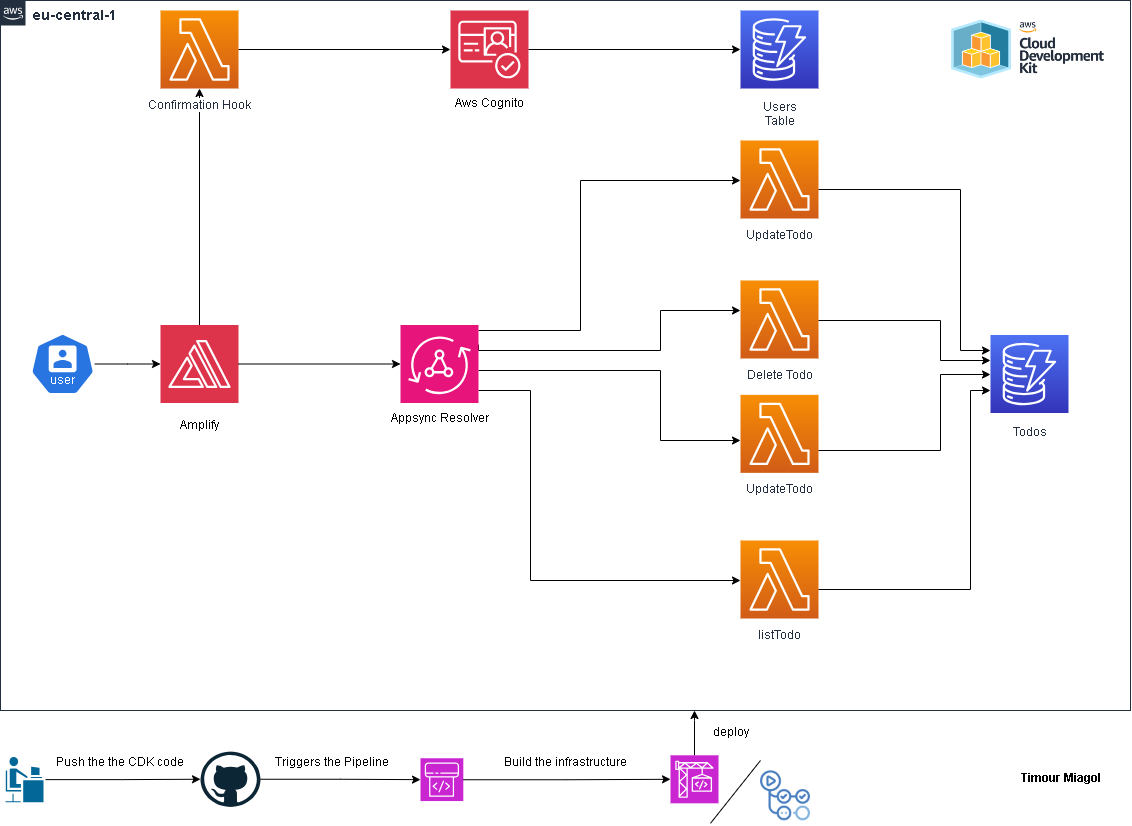 aws
eu-central-1
aws
Cloud
Development
Kit
Confirmation Hook
Aws Cognito
Users
Table
UpdateTodo
user
Amplify
Appsync Resolver
Delete Todo
UpdateTodo
Todos
listTodo
deploy
Push the the CDK code
Triggers the Pipeline
Build the infrastructure
Timour Miagol